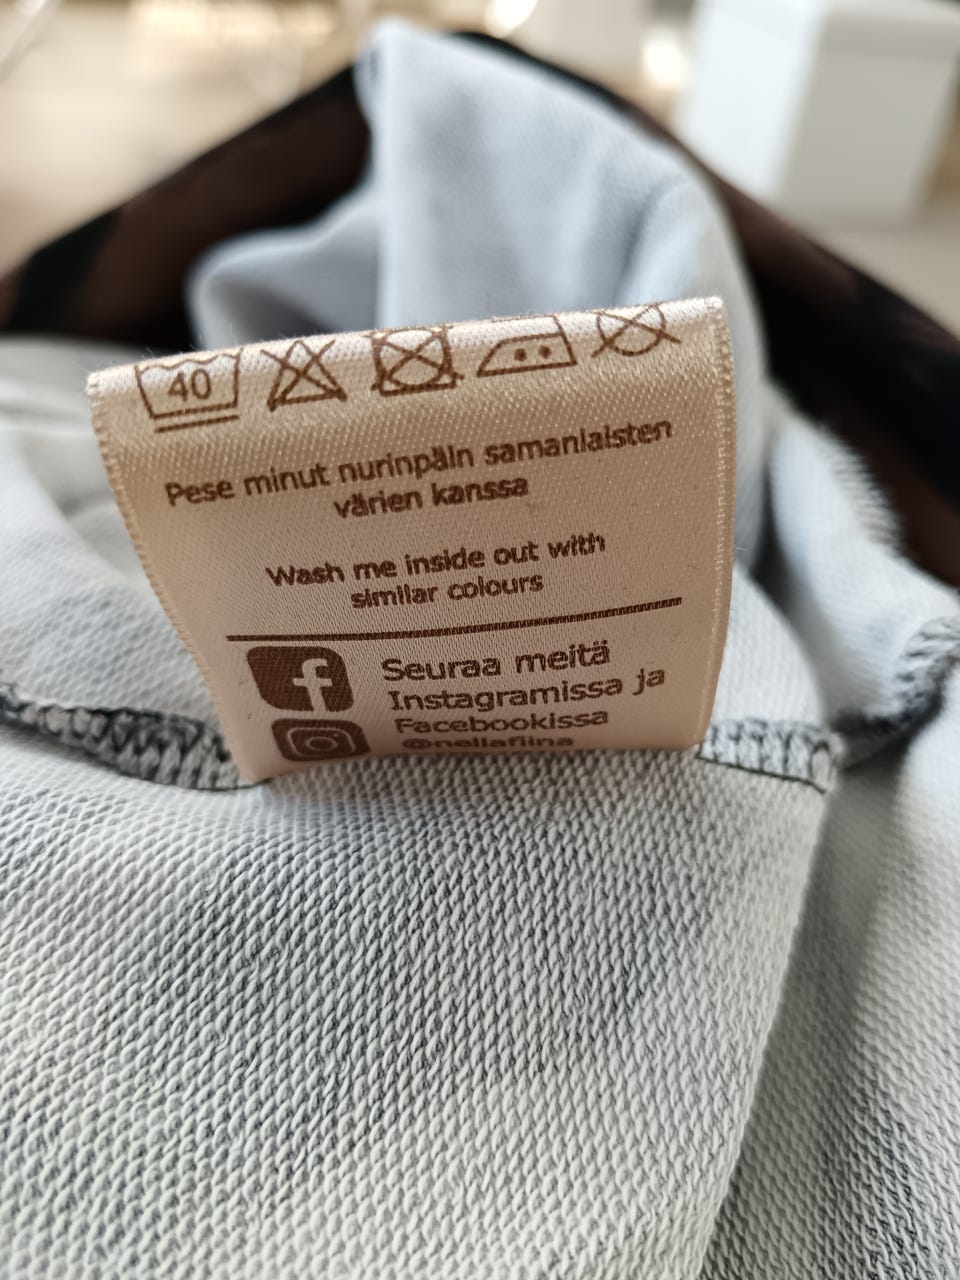 40
Pese minut nurinpäin samanlaisten
värien kanssa
Wash me inside out with
similar colours
f
Seuraa meitä
Instagramissa ja
Facebookissa
@nellafiina